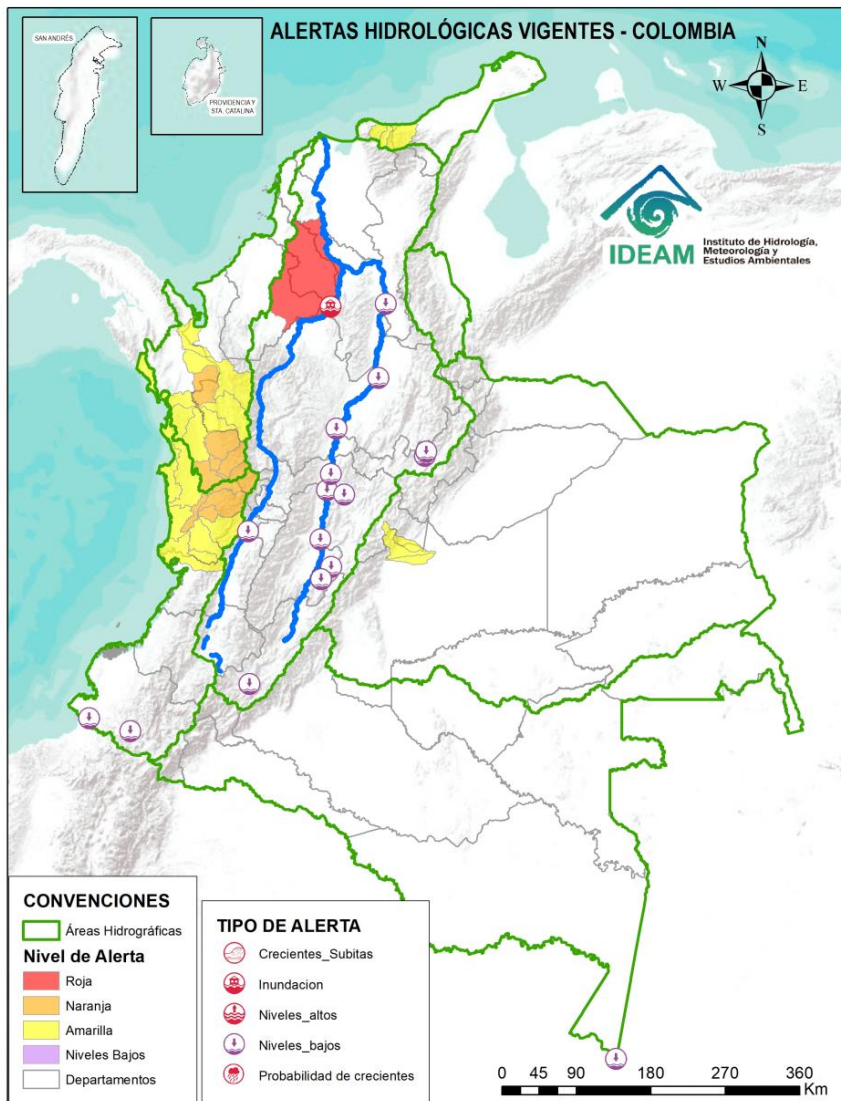 ALERTAS HIDROLÓGICAS VIGENTES - COLOMBIA
SAN ANDRÉS
PROVIDENCIA Y
STA. CATALINA
N
W
E
S
IDEAM
Instituto de Hidrología,
Meteorología y
Estudios Ambientales
CONVENCIONES
Áreas Hidrográficas
Nivel de Alerta
Roja
Naranja
Amarilla
Niveles Bajos
Departamentos
TIPO DE ALERTA
Crecientes_Subitas
Inundacion
Niveles_altos
Niveles_bajos
Probabilidad de crecientes
0 45 90 180 270 360
Km